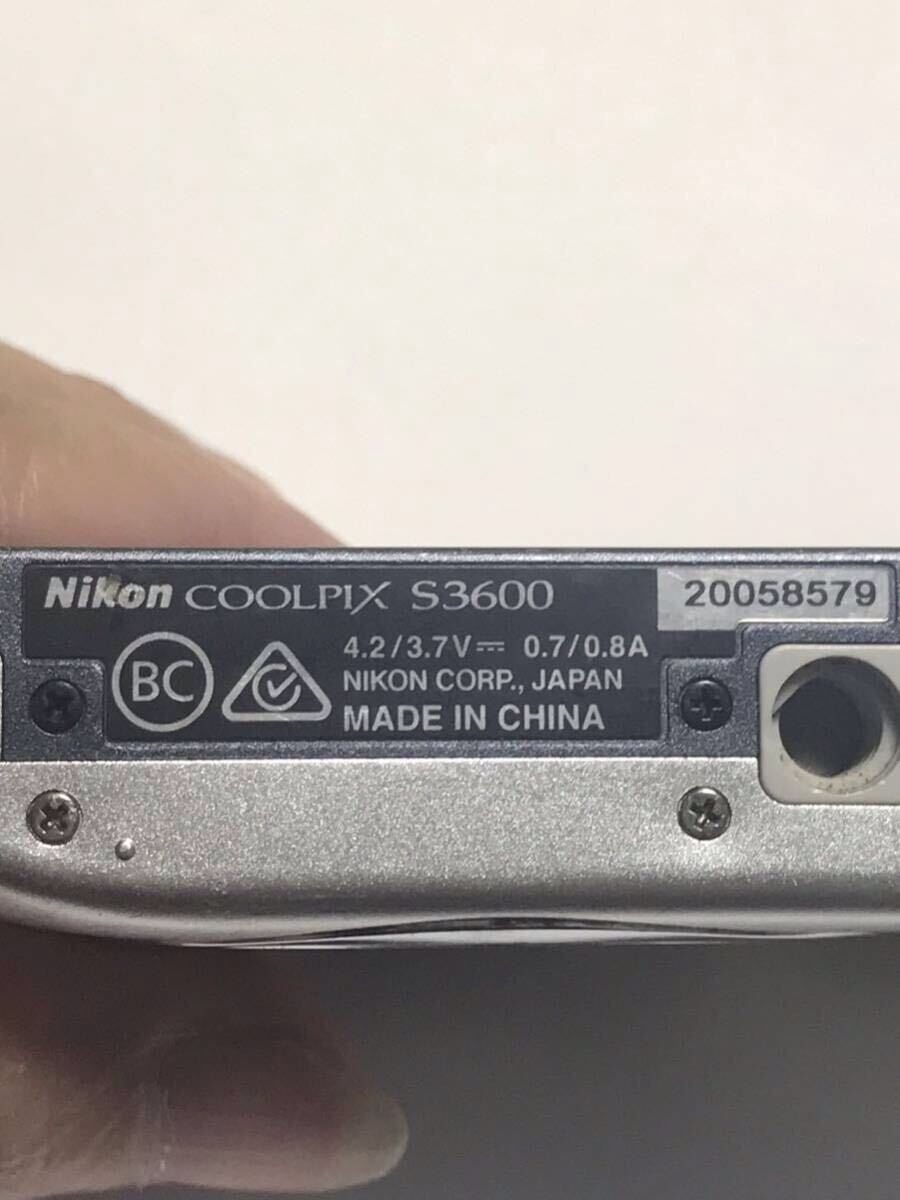 Nikon COOLPIX S3600 20058579
4.2/3.7V⎓ 0.7/0.8A
BC
NIKON CORP., JAPAN
MADE IN CHINA